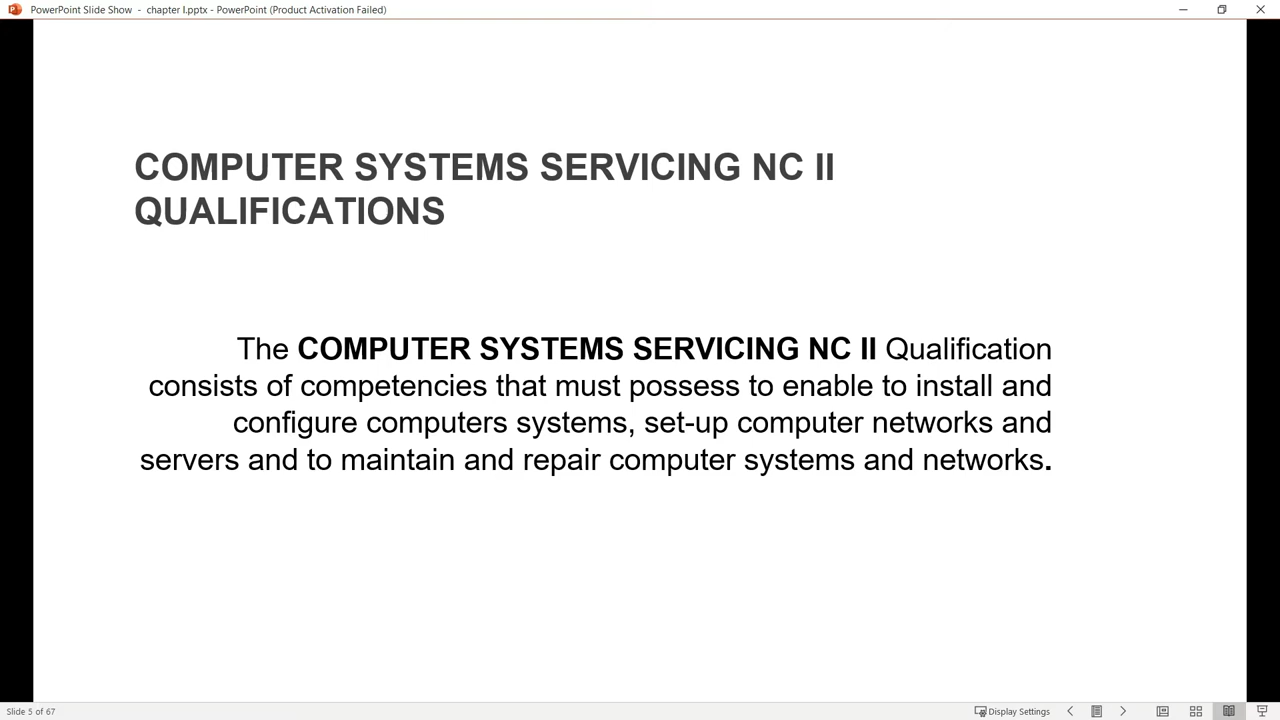 PowerPoint Slide Show - chapter I.pptx - PowerPoint (Product Activation Failed)
COMPUTER SYSTEMS SERVICING NC II
QUALIFICATIONS
The COMPUTER SYSTEMS SERVICING NC II Qualification
consists of competencies that must possess to enable to install and
configure computers systems, set-up computer networks and
servers and to maintain and repair computer systems and networks.
Slide 5 of 67
Display Settings